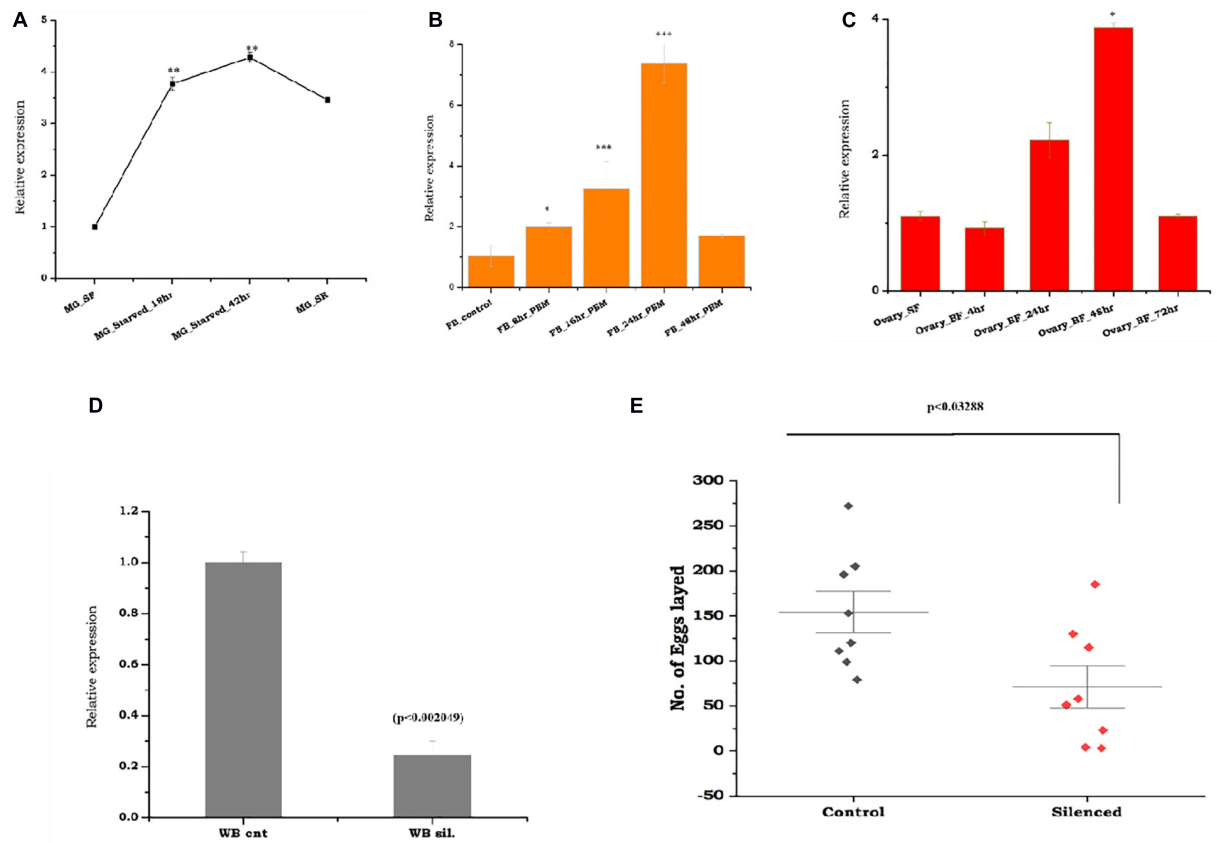 A
Relative expression
5
4
3
2
1
0
**
**
MG_SF
MG_Starved_18hr
MG_Starved_42hr
MG_SR
B
Relative expression
8
6
4
2
0
*
***
***
FB_control
FB_8hr_PBM
FB_16hr_PBM
FB_24hr_PBM
FB_48hr_PBM
C
Relative expression
4
2
0
*
Ovary_SF
Ovary_BF_4hr
Ovary_BF_24hr
Ovary_BF_48hr
Ovary_BF_72hr
D
Relative expression
1.2
1.0
0.8
0.6
0.4
0.2
0.0
(p<0.002049)
WB cnt
WB sil.
E
p<0.03288
No. of Eggs layed
300
250
200
150
100
50
0
-50
Control
Silenced